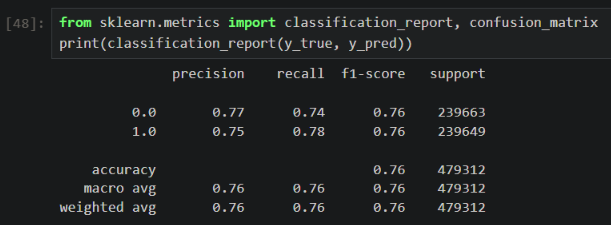 [48]: from sklearn.metrics import classification_report, confusion_matrix
print(classification_report(y_true, y_pred))
precision recall f1-score support
0.0 0.77 0.74 0.76 239663
1.0 0.75 0.78 0.76 239649
accuracy 0.76 479312
macro avg 0.76 0.76 0.76 479312
weighted avg 0.76 0.76 0.76 479312